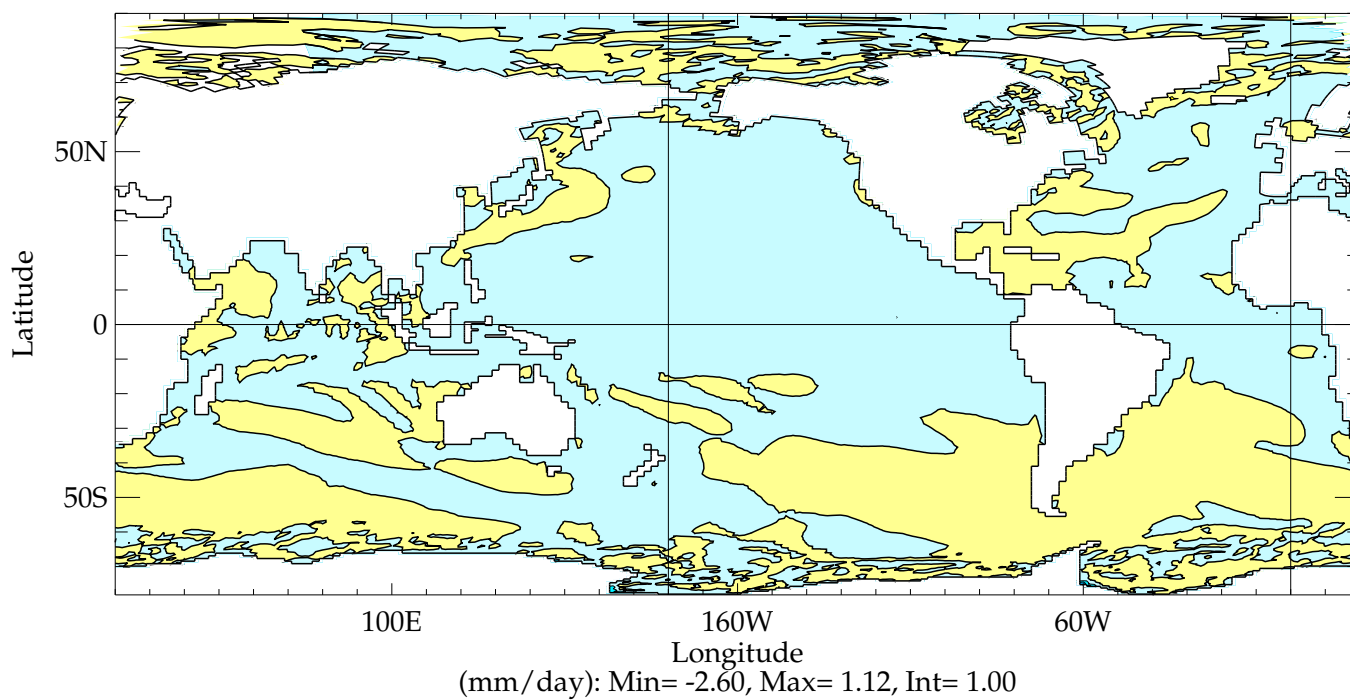 50N
0
50S
Latitude
100E
160W
60W
Longitude
(mm/day): Min= -2.60, Max= 1.12, Int= 1.00